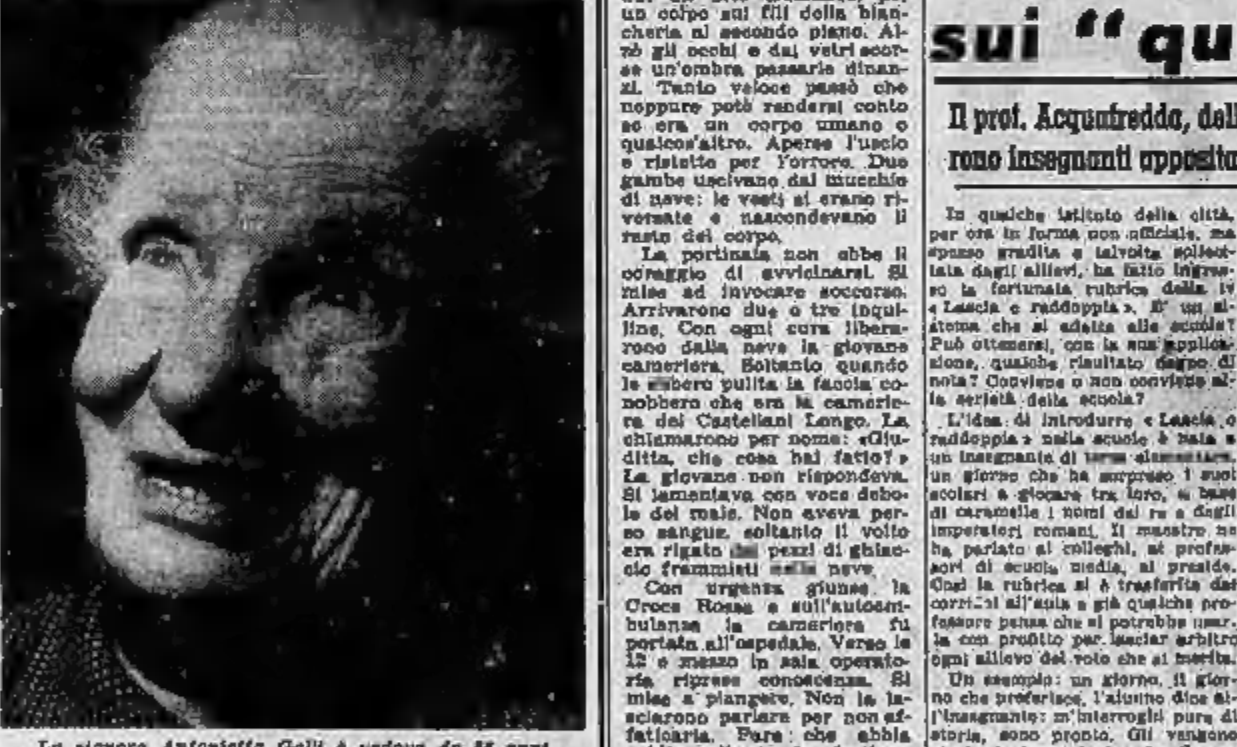 La signora Antonietta Galli è vedova da
un corpo sui fili della bian-
cheria al secondo piano. Al-
zò gli occhi e dai vetri scor-
se un'ombra passarle dinan-
zi. Tanto veloce passò che
neppure potè rendersi conto
se era un corpo umano o
qualcos'altro. Aperse l'uscio
e ristette per l'orrore. Due
gambe uscivano dal mucchio
di neve: le vesti si erano ri-
versate e nascondevano il
resto del corpo.
La portinaia non ebbe il
coraggio di avvicinarsi. Si
mise ad invocare soccorso.
Arrivarono due o tre inqui-
line. Con ogni cura libera-
rono dalla neve la giovane
cameriera. Soltanto quando
le ebbero pulita la faccia co-
nobbero che era la camerie-
ra dei Castellani Longo. La
chiamarono per nome: «Giu-
ditta, che cosa hai fatto?»
La giovane non rispondeva.
Si lamentava con voce debo-
le del male. Non aveva per-
so sangue, soltanto il volto
era rigato pezzi di ghiac-
cio frammisti neve.
Con urgenza giunse la
Croce Rossa e sull'autoam-
bulanza la cameriera fu
portata all'ospedale. Verso le
12 e mezzo in sala operato-
ria riprese conoscenza. Si
mise a piangere. Non la la-
sciarono parlare per non af-
faticarla. Pare che abbia
sui "qu
Il prof. Acquafredda, dell
rono insegnanti apposita
In qualche istituto della città,
per ora in forma non ufficiale, ma
spesso gradita e talvolta solleci-
tata dagli allievi, ha fatto ingres-
so la fortunata rubrica della tv
«Lascia o raddoppia». E' un si-
stema che si adatta alle scuole?
Può ottenersi, con la sua applica-
zione, qualche risultato degno di
nota? Conviene o non conviene al-
la serietà della scuola?
L'idea di introdurre «Lascia o
raddoppia» nella scuole è nata a
un insegnante di
un giorno che ha sorpreso i suoi
scolari a giocare tra loro, a base
di caramelle i nomi dei re e degli
imperatori romani. Il maestro ne
ha parlato ai colleghi, ai profes-
sori di scuola media, al preside.
Così la rubrica si è trasferita dai
corridoi all'aula e già qualche pro-
fessore pensa che si potrebbe usar-
la con profitto per lasciar arbitro
ogni allievo del voto che si merita.
Un esempio: un giorno, il gior-
no che preferisce, l'alunno dice al-
l'insegnante: m'interroghi pure di
storia, sono pronto. Gli vengono